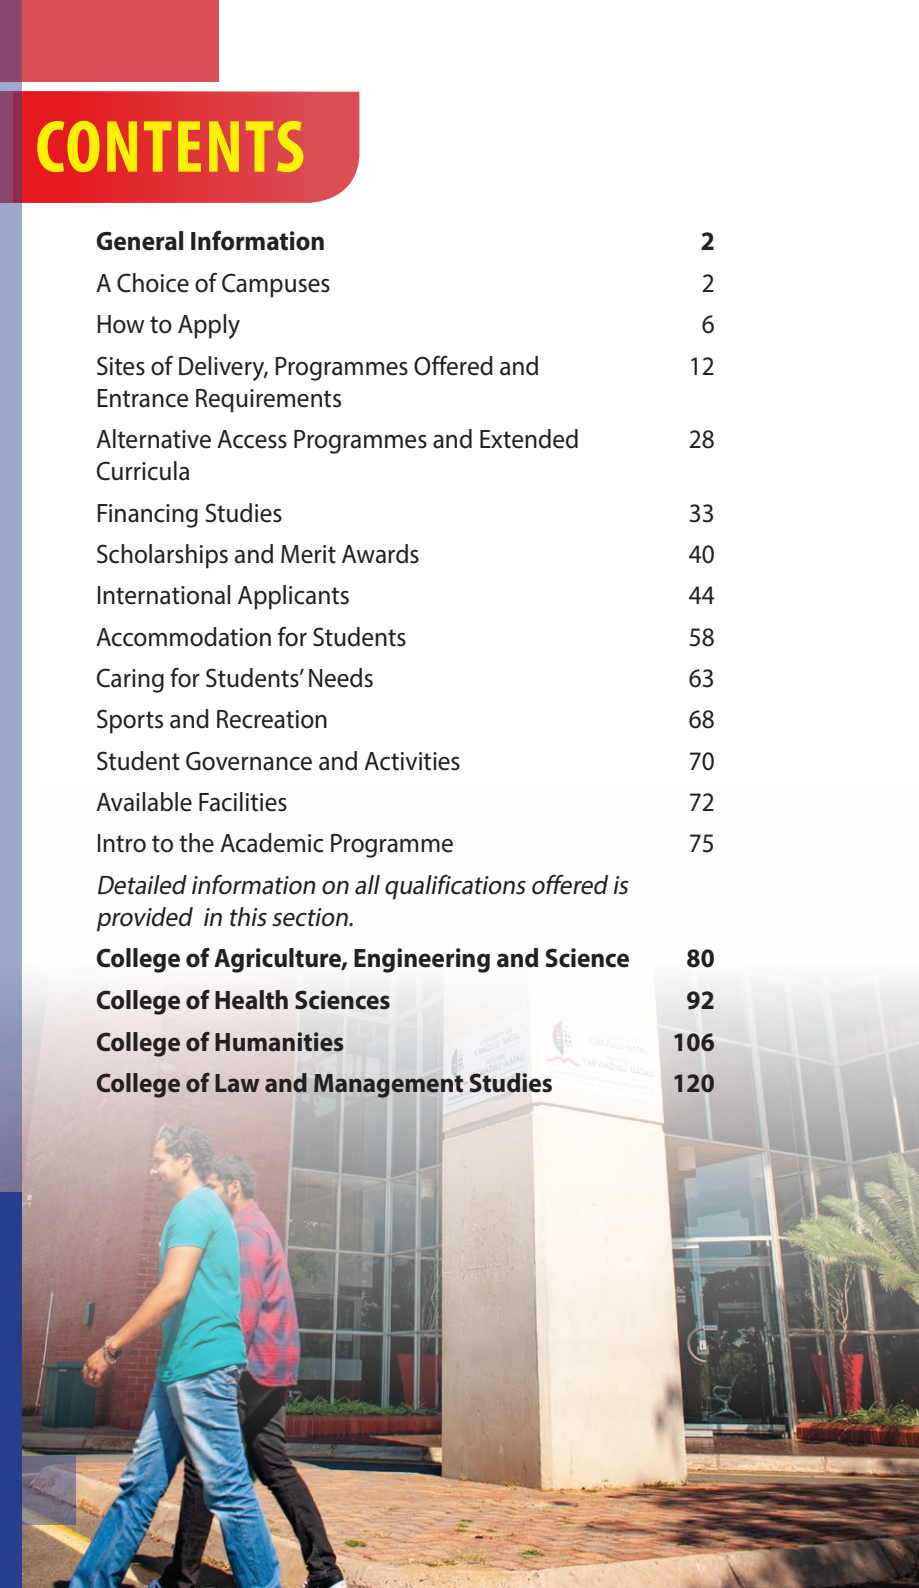 CONTENTS
General Information 2
A Choice of Campuses 2
How to Apply 6
Sites of Delivery, Programmes Offered and 12
Entrance Requirements
Alternative Access Programmes and Extended 28
Curricula
Financing Studies 33
Scholarships and Merit Awards 40
International Applicants 44
Accommodation for Students 58
Caring for Students’ Needs 63
Sports and Recreation 68
Student Governance and Activities 70
Available Facilities 72
Intro to the Academic Programme 75
Detailed information on all qualifications offered is
provided in this section.
College of Agriculture, Engineering and Science 80
College of Health Sciences 92
College of Humanities 106
College of Law and Management Studies 120
KWAZULU-NATAL
YAKWAZULU-NATALI